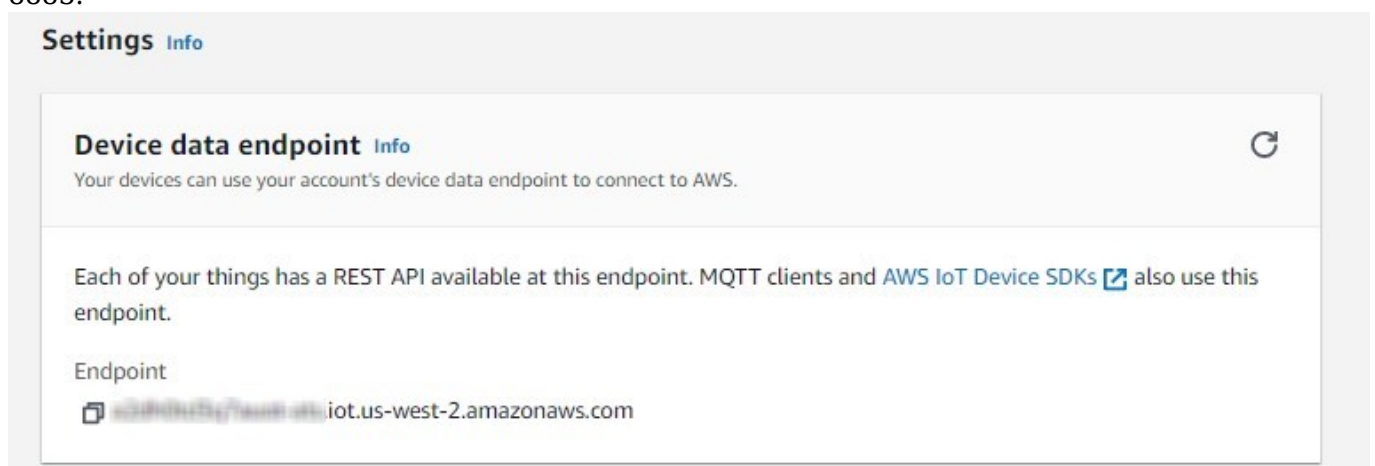 Settings Info
Device data endpoint Info
Your devices can use your account's device data endpoint to connect to AWS.
Each of your things has a REST API available at this endpoint. MQTT clients and AWS IoT Device SDKs also use this
endpoint.
Endpoint
.iot.us-west-2.amazonaws.com